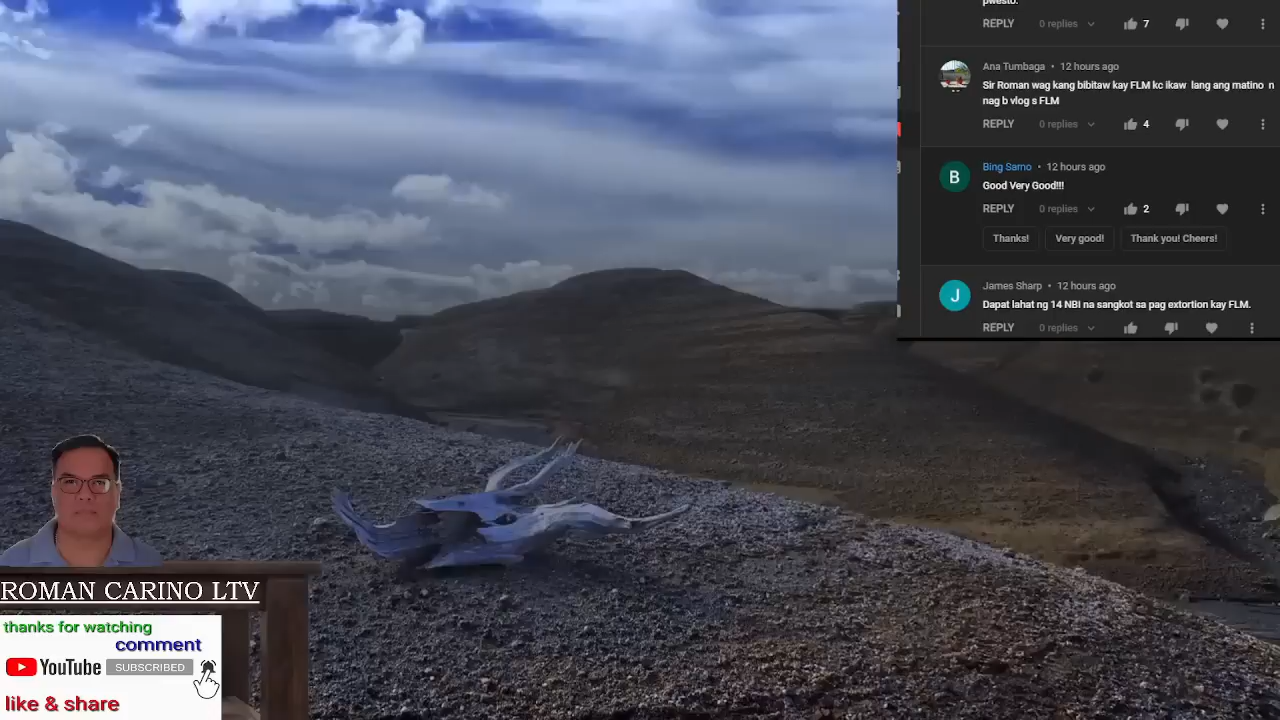 pwesto.
REPLY 0 replies 7
Ana Tumbaga • 12 hours ago
Sir Roman wag kang bibitaw kay FLM kc ikaw lang ang matino n
nag b vlog s FLM
REPLY 0 replies 4
B
Bing Samo • 12 hours ago
Good Very Good!!!
REPLY 0 replies 2
Thanks! Very good! Thank you! Cheers!
J
James Sharp • 12 hours ago
Dapat lahat ng 14 NBI na sangkot sa pag extortion kay FLM.
REPLY 0 replies
ROMAN CARINO LTV
thanks for watching
comment
YouTube SUBSCRIBED
like & share